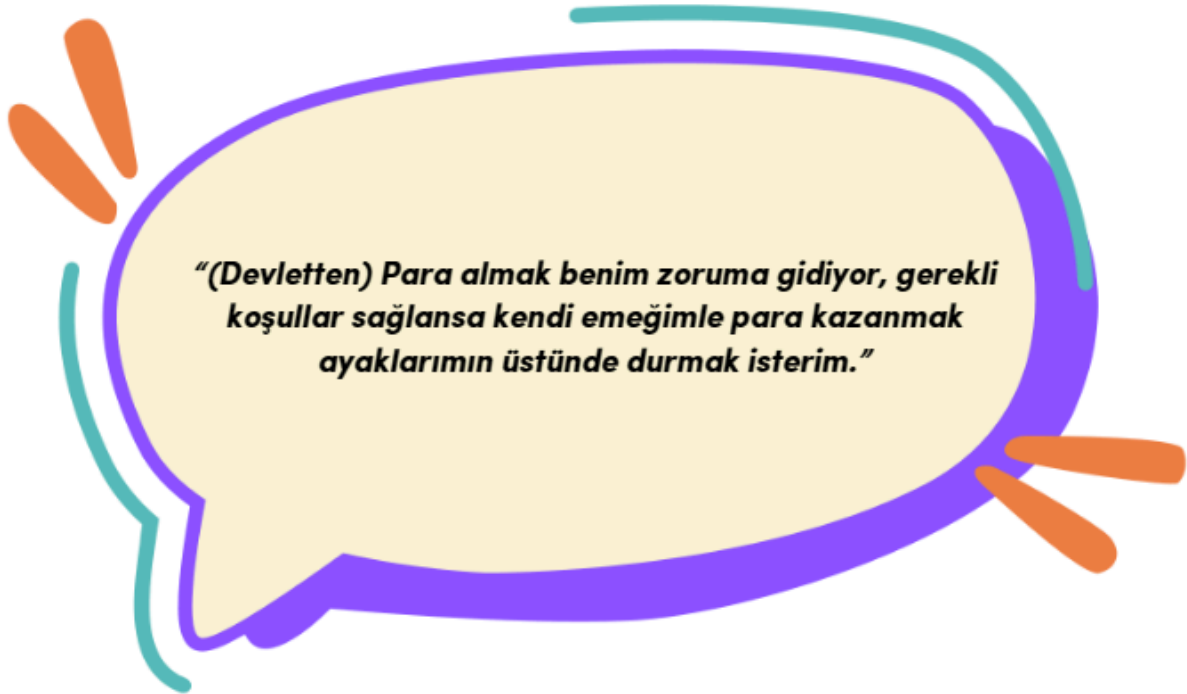 “(Devletten) Para almak benim zoruma gidiyor, gerekli
koşullar sağlansa kendi emeğimle para kazanmak
ayaklarımın üstünde durmak isterim.”